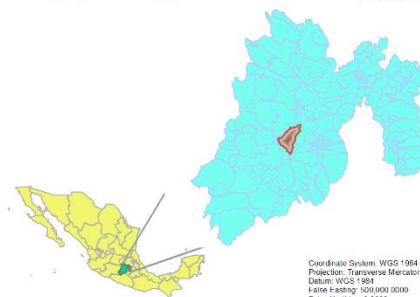 Coordinate System: WGS 1984
Projection: Transverse Mercator
Datum: WGS 1984
False Easting: 500,000.0000